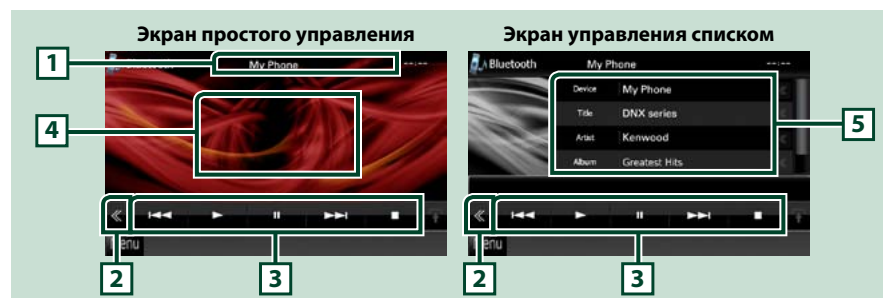 Экран простого управления
Экран управления списком
1
My Phone
--:--
4
Menu
2
3
Bluetooth My Phone --:--
Device My Phone
Title DNX series
Artist Kenwood
Album Greatest Hits
5
2
3